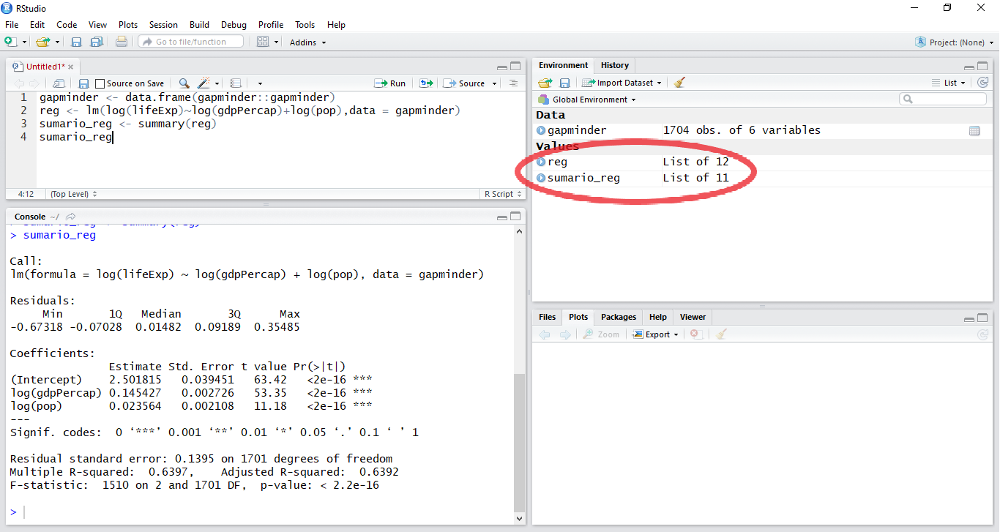 RStudio
File Edit Code View Plots Session Build Debug Profile Tools Help
Go to file/function Addins Project: (None)
Untitled1*
Source on Save Run Source
1 gapminder <- data.frame(gapminder::gapminder)
2 reg <- lm(log(lifeExp)~log(gdpPercap)+log(pop),data = gapminder)
3 sumario_reg <- summary(reg)
4 sumario_reg
4:12 (Top Level) R Script
Console ~/
> sumario_reg <- summary(reg)
> sumario_reg
Call:
lm(formula = log(lifeExp) ~ log(gdpPercap) + log(pop), data = gapminder)
Residuals:
Min 1Q Median 3Q Max
-0.67318 -0.07028 0.01482 0.09189 0.35485
Coefficients:
Estimate Std. Error t value Pr(>|t|)
(Intercept) 2.501815 0.039451 63.42 <2e-16 ***
log(gdpPercap) 0.145427 0.002726 53.35 <2e-16 ***
log(pop) 0.023564 0.002108 11.18 <2e-16 ***
---
Signif. codes: 0 ‘***’ 0.001 ‘**’ 0.01 ‘*’ 0.05 ‘.’ 0.1 ‘ ’ 1
Residual standard error: 0.1395 on 1701 degrees of freedom
Multiple R-squared: 0.6397, Adjusted R-squared: 0.6392
F-statistic: 1510 on 2 and 1701 DF, p-value: < 2.2e-16
>
Environment History
Import Dataset List
Global Environment
Data
gapminder 1704 obs. of 6 variables
Values
reg List of 12
sumario_reg List of 11
Files Plots Packages Help Viewer
Zoom Export